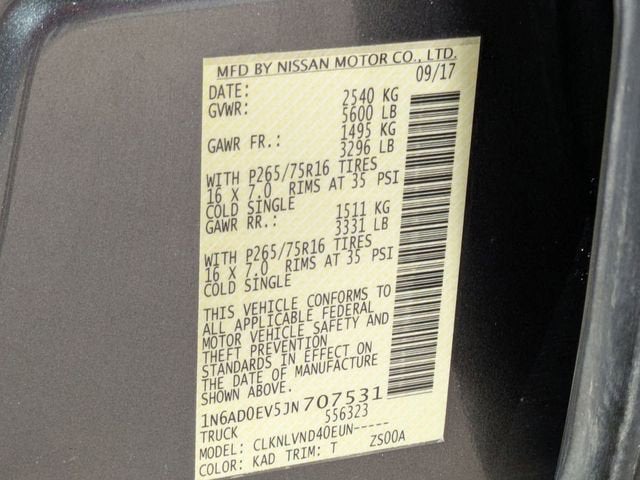 MFD BY NISSAN MOTOR CO., LTD.
DATE: 09/17
GVWR: 2540 KG
5600 LB
GAWR FR.: 1495 KG
3296 LB
WITH P265/75R16 TIRES
16 X 7.0 RIMS AT 35 PSI
COLD SINGLE
GAWR RR.: 1511 KG
3331 LB
WITH P265/75R16 TIRES
16 X 7.0 RIMS AT 35 PSI
COLD SINGLE
THIS VEHICLE CONFORMS TO
ALL APPLICABLE FEDERAL
MOTOR VEHICLE SAFETY AND
THEFT PREVENTION
STANDARDS IN EFFECT ON
THE DATE OF MANUFACTURE
SHOWN ABOVE.
1N6AD0EV5JN707531
TRUCK 556323
MODEL: CLKNLVND40EUN-----
COLOR: KAD TRIM: T ZS00A